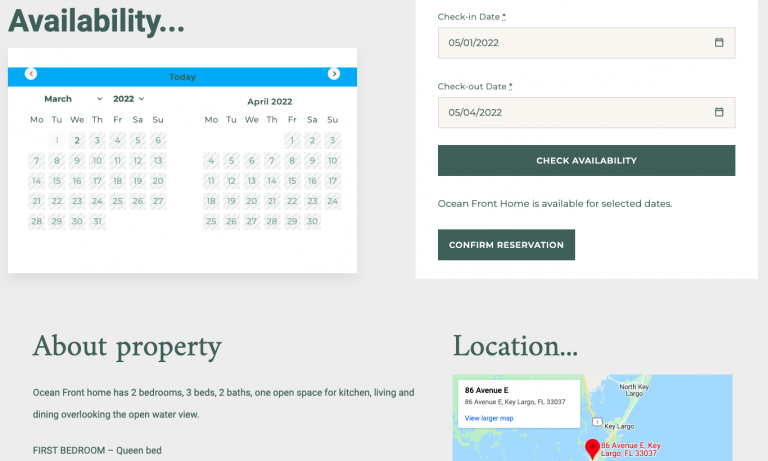 Availability...
Today
March 2022
April 2022
Mo Tu We Th Fr Sa Su
1 2 3 4 5 6
7 8 9 10 11 12 13
14 15 16 17 18 19 20
21 22 23 24 25 26 27
28 29 30 31
Mo Tu We Th Fr Sa Su
1 2 3
4 5 6 7 8 9 10
11 12 13 14 15 16 17
18 19 20 21 22 23 24
25 26 27 28 29 30
Check-in Date *
05/01/2022
Check-out Date *
05/04/2022
CHECK AVAILABILITY
Ocean Front Home is available for selected dates.
CONFIRM RESERVATION
About property
Ocean Front home has 2 bedrooms, 3 beds, 2 baths, one open space for kitchen, living and
dining overlooking the open water view.
FIRST BEDROOM – Queen bed
Location...
86 Avenue E
86 Avenue E, Key Largo, FL 33037
View larger map
North Key
Largo
1
Key Largo
86 Avenue E, Key
Largo, FL 33037